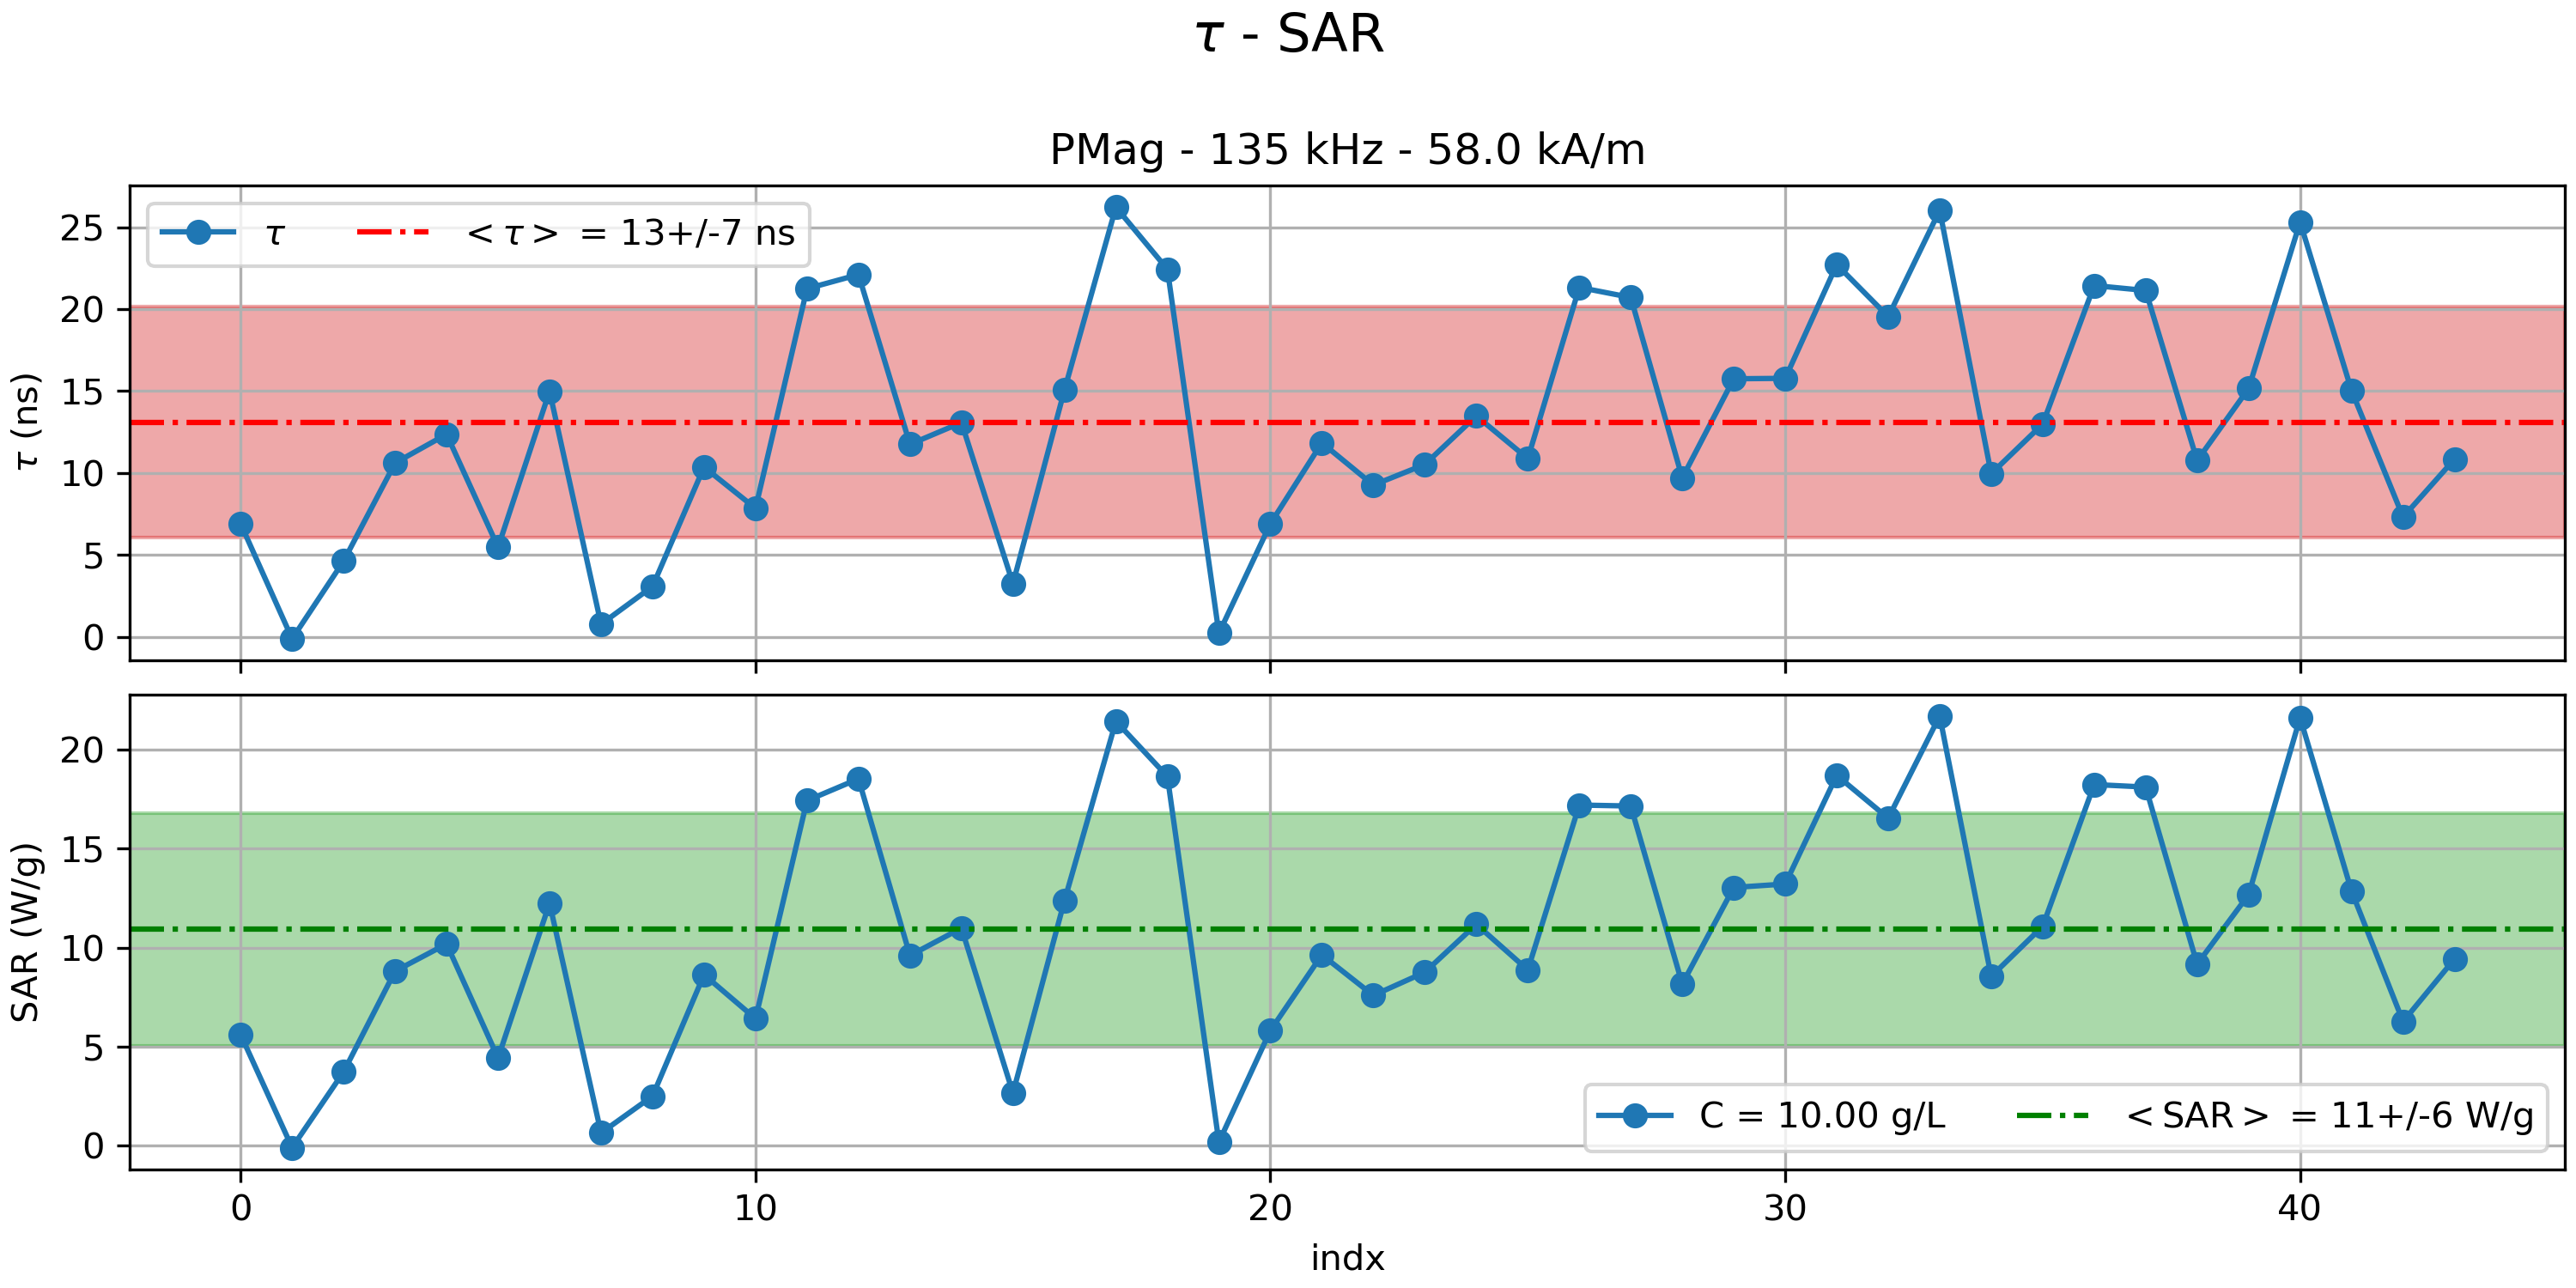 τ - SAR
PMag - 135 kHz - 58.0 kA/m
τ (ns)
25
20
15
10
5
0
τ
<τ> = 13+/-7 ns
SAR (W/g)
20
15
10
5
0
C = 10.00 g/L
<SAR> = 11+/-6 W/g
0 10 20 30 40
indx